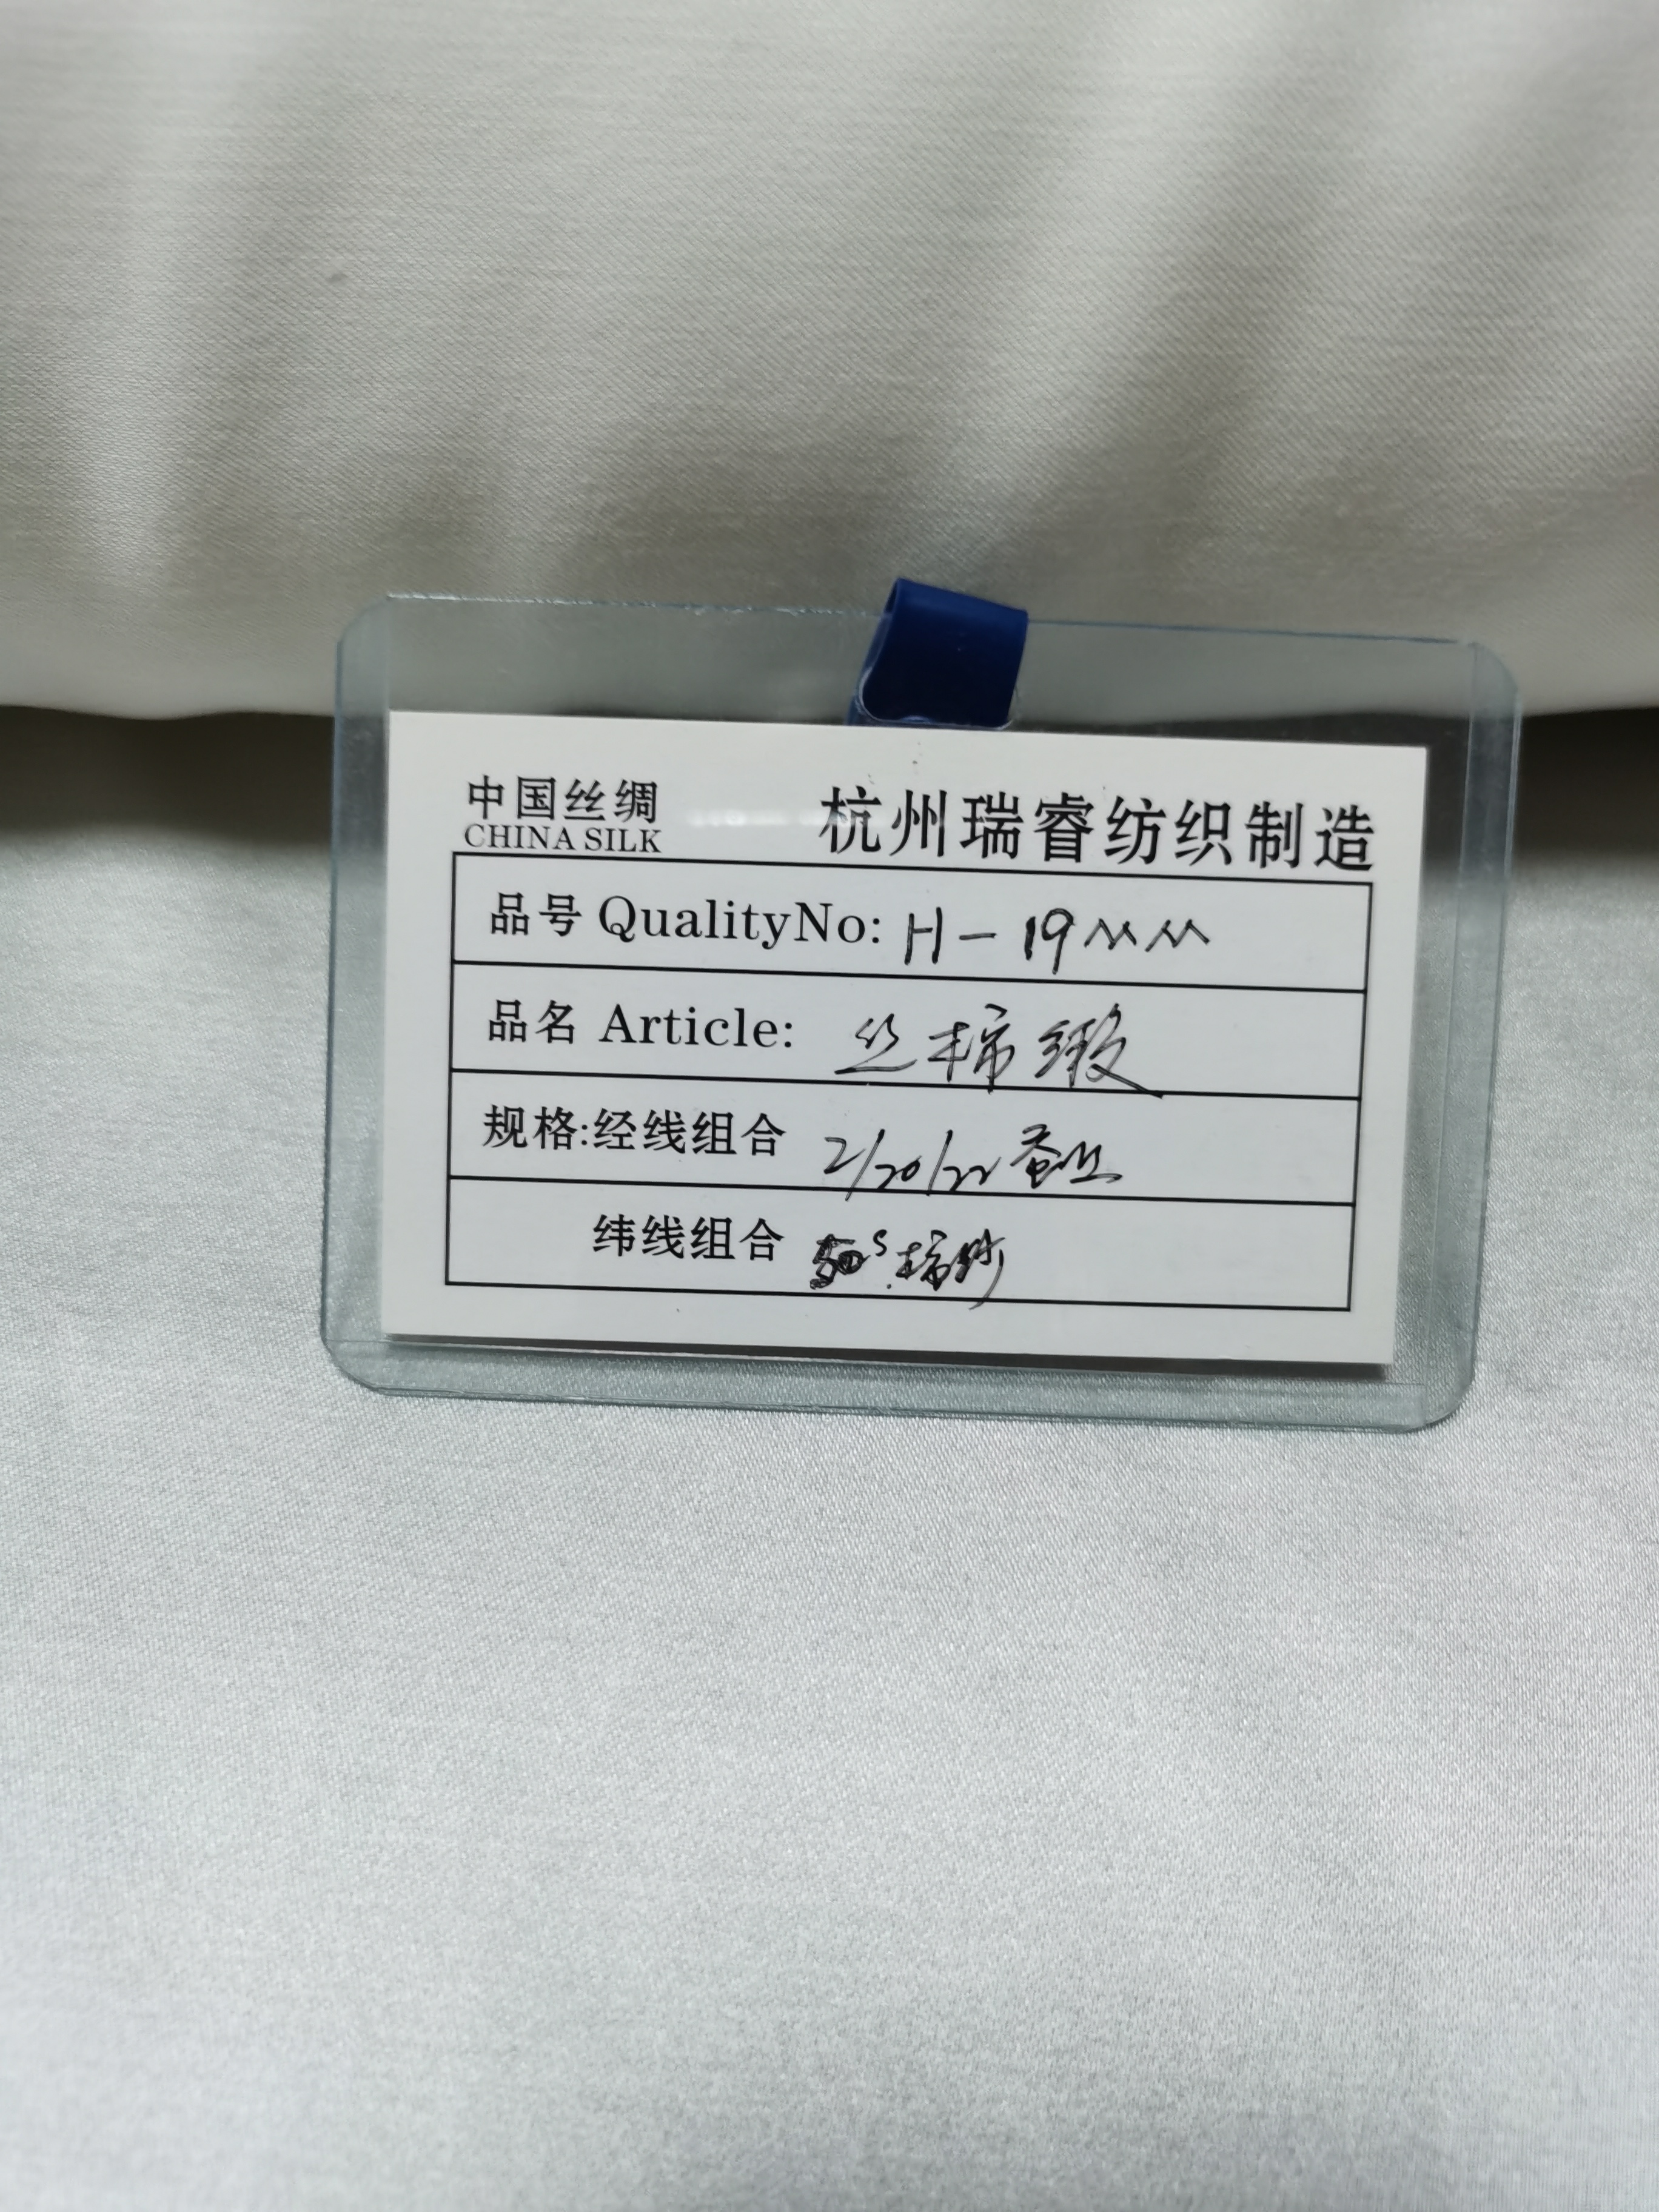 中国丝绸
CHINA SILK
杭州瑞睿纺织制造
品号 QualityNo: H-19MM
品名 Article: 丝棉缎
规格:经线组合 2/20/22 蚕丝
纬线组合 50S 棉纱